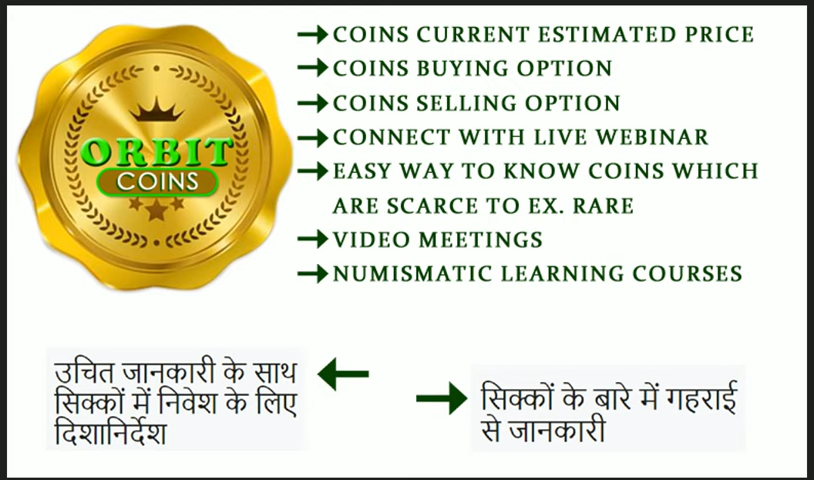 ORBIT
COINS
COINS CURRENT ESTIMATED PRICE
COINS BUYING OPTION
COINS SELLING OPTION
CONNECT WITH LIVE WEBINAR
EASY WAY TO KNOW COINS WHICH
ARE SCARCE TO EX. RARE
VIDEO MEETINGS
NUMISMATIC LEARNING COURSES
उचित जानकारी के साथ
सिक्कों में निवेश के लिए
दिशानिर्देश
सिक्कों के बारे में गहराई
से जानकारी